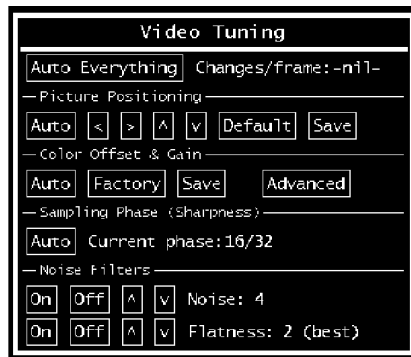 Video Tuning
Auto Everything Changes/frame:-nil-
Picture Positioning
Auto < > ^ v Default Save
Color Offset & Gain
Auto Factory Save Advanced
Sampling Phase (Sharpness)
Auto Current phase:16/32
Noise Filters
On Off ^ v Noise: 4
On Off ^ v Flatness: 2 (best)